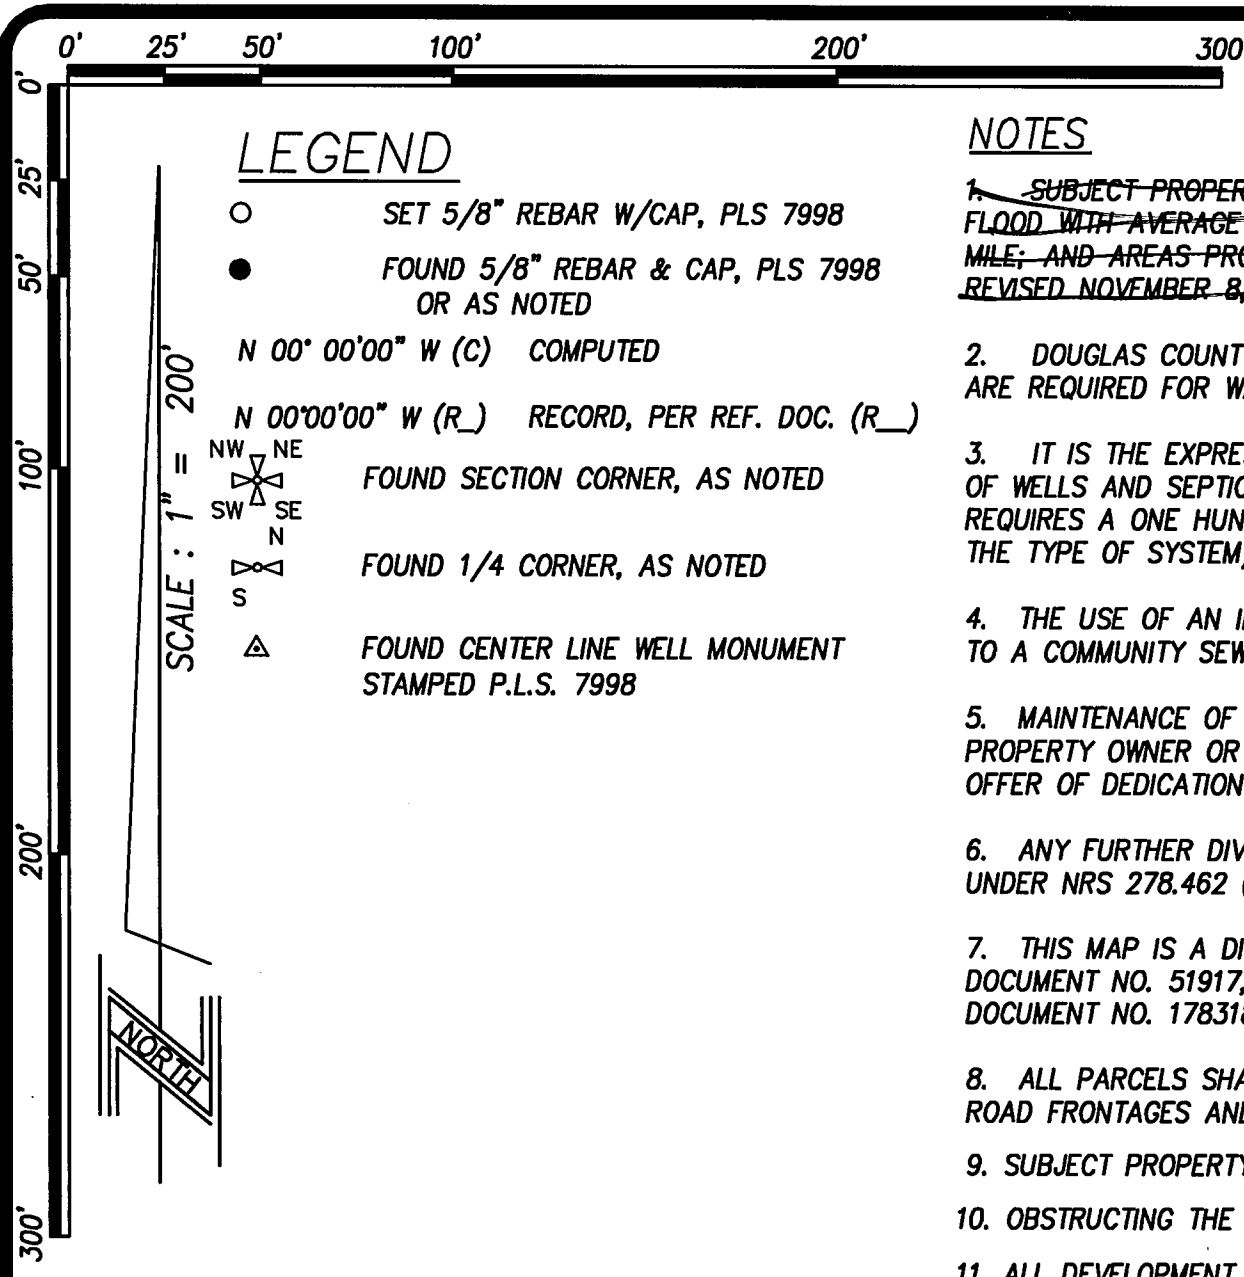 0' 25' 50' 100' 200' 300
0'
25'
50'
100'
200'
300'
LEGEND
SET 5/8" REBAR W/CAP, PLS 7998
FOUND 5/8" REBAR & CAP, PLS 7998
OR AS NOTED
N 00° 00'00" W (C) COMPUTED
N 00°00'00" W (R_) RECORD, PER REF. DOC. (R__)
NW NE
SW SE
FOUND SECTION CORNER, AS NOTED
N
S
FOUND 1/4 CORNER, AS NOTED
FOUND CENTER LINE WELL MONUMENT
STAMPED P.L.S. 7998
SCALE : 1" = 200'
NORTH
NOTES
1. SUBJECT PROPER
FLOOD WITH AVERAGE
MILE; AND AREAS PRO
REVISED NOVEMBER 8,
2. DOUGLAS COUNT
ARE REQUIRED FOR WA
3. IT IS THE EXPRES
OF WELLS AND SEPTIC
REQUIRES A ONE HUN
THE TYPE OF SYSTEM,
4. THE USE OF AN I
TO A COMMUNITY SEW
5. MAINTENANCE OF
PROPERTY OWNER OR
OFFER OF DEDICATION
6. ANY FURTHER DIV
UNDER NRS 278.462 (
7. THIS MAP IS A DI
DOCUMENT NO. 51917,
DOCUMENT NO. 178318
8. ALL PARCELS SHA
ROAD FRONTAGES AND
9. SUBJECT PROPERTY
10. OBSTRUCTING THE
11. ALL DEVELOPMENT